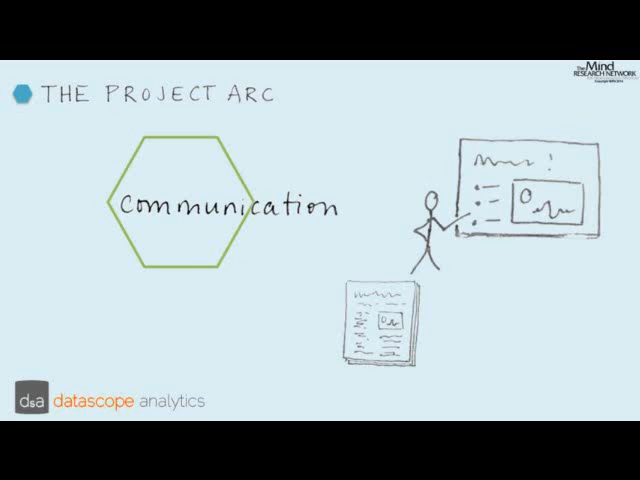 The Mind
RESEARCH NETWORK
THE PROJECT ARC
communication
dsa datascope analytics